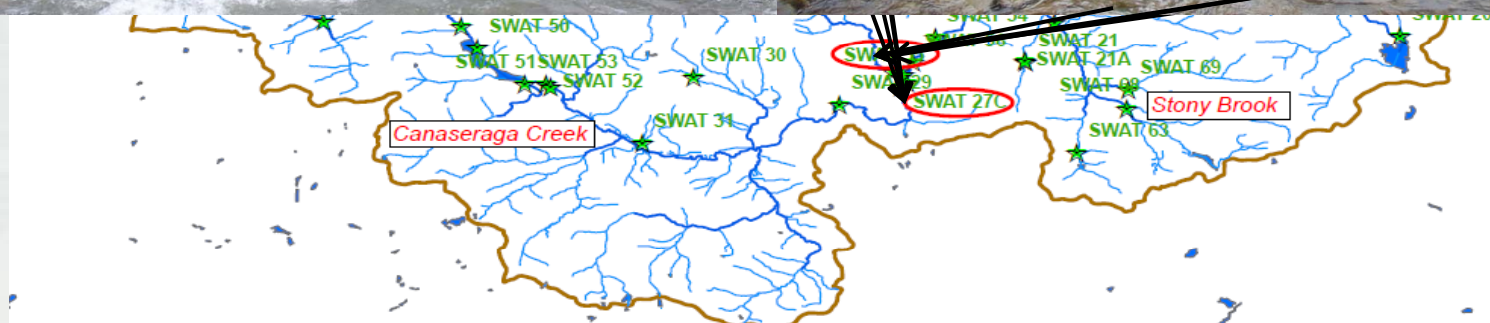 SWAT 50
SWAT 51
SWAT 53
SWAT 52
SWAT 30
SWAT 31
SWAT 54
SWAT 27C
SWAT 21
SWAT 21A
SWAT 69
SWAT 63
Canaseraga Creek
Stony Brook